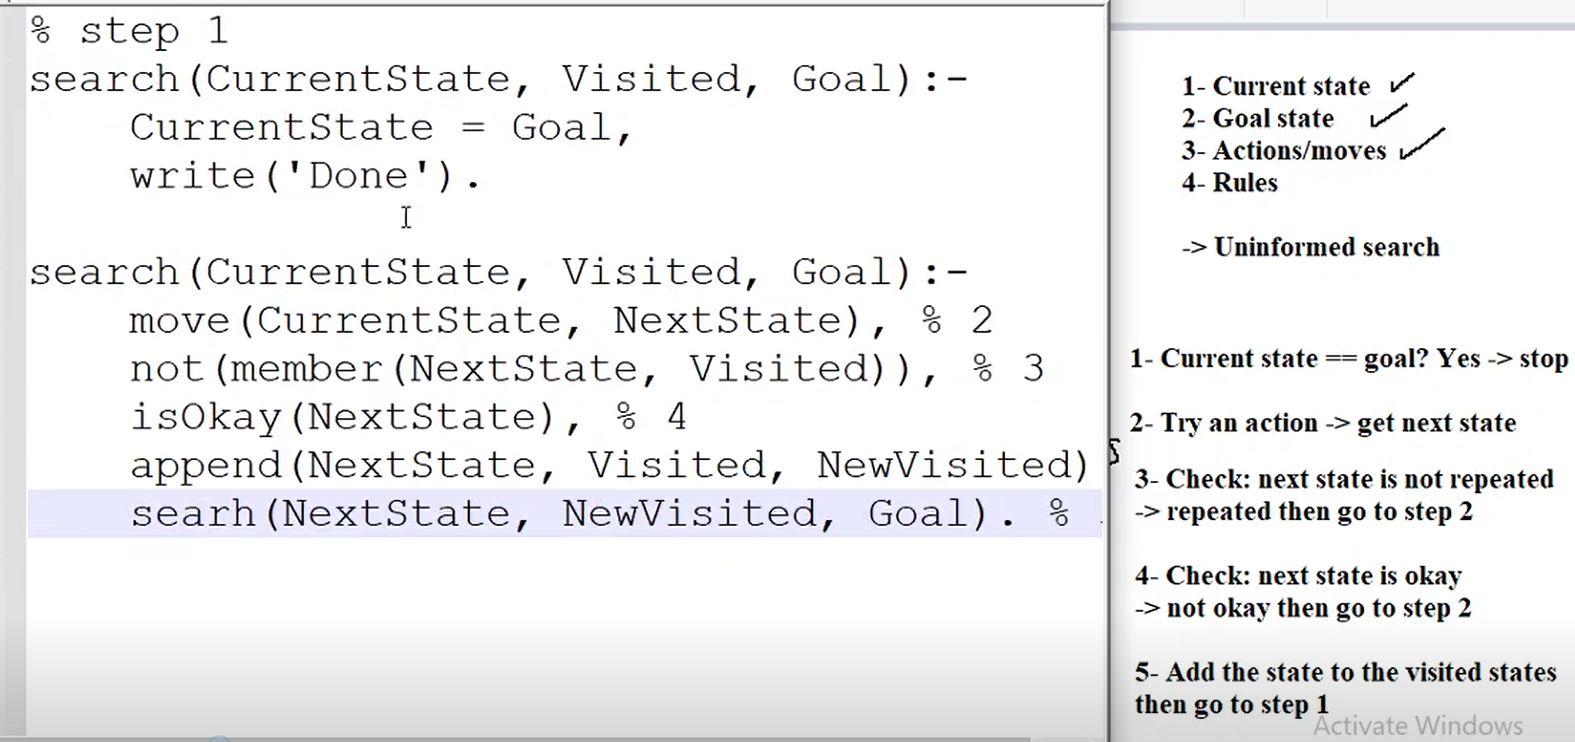 % step 1
search(CurrentState, Visited, Goal):-
CurrentState = Goal,
write('Done').
search(CurrentState, Visited, Goal):-
move(CurrentState, NextState), % 2
not(member(NextState, Visited)), % 3
isOkay(NextState), % 4
append(NextState, Visited, NewVisited)
searh(NextState, NewVisited, Goal). %
1- Current state
2- Goal state
3- Actions/moves
4- Rules
-> Uninformed search
1- Current state == goal? Yes -> stop
2- Try an action -> get next state
3- Check: next state is not repeated
-> repeated then go to step 2
4- Check: next state is okay
-> not okay then go to step 2
5- Add the state to the visited states
then go to step 1
Activate Windows